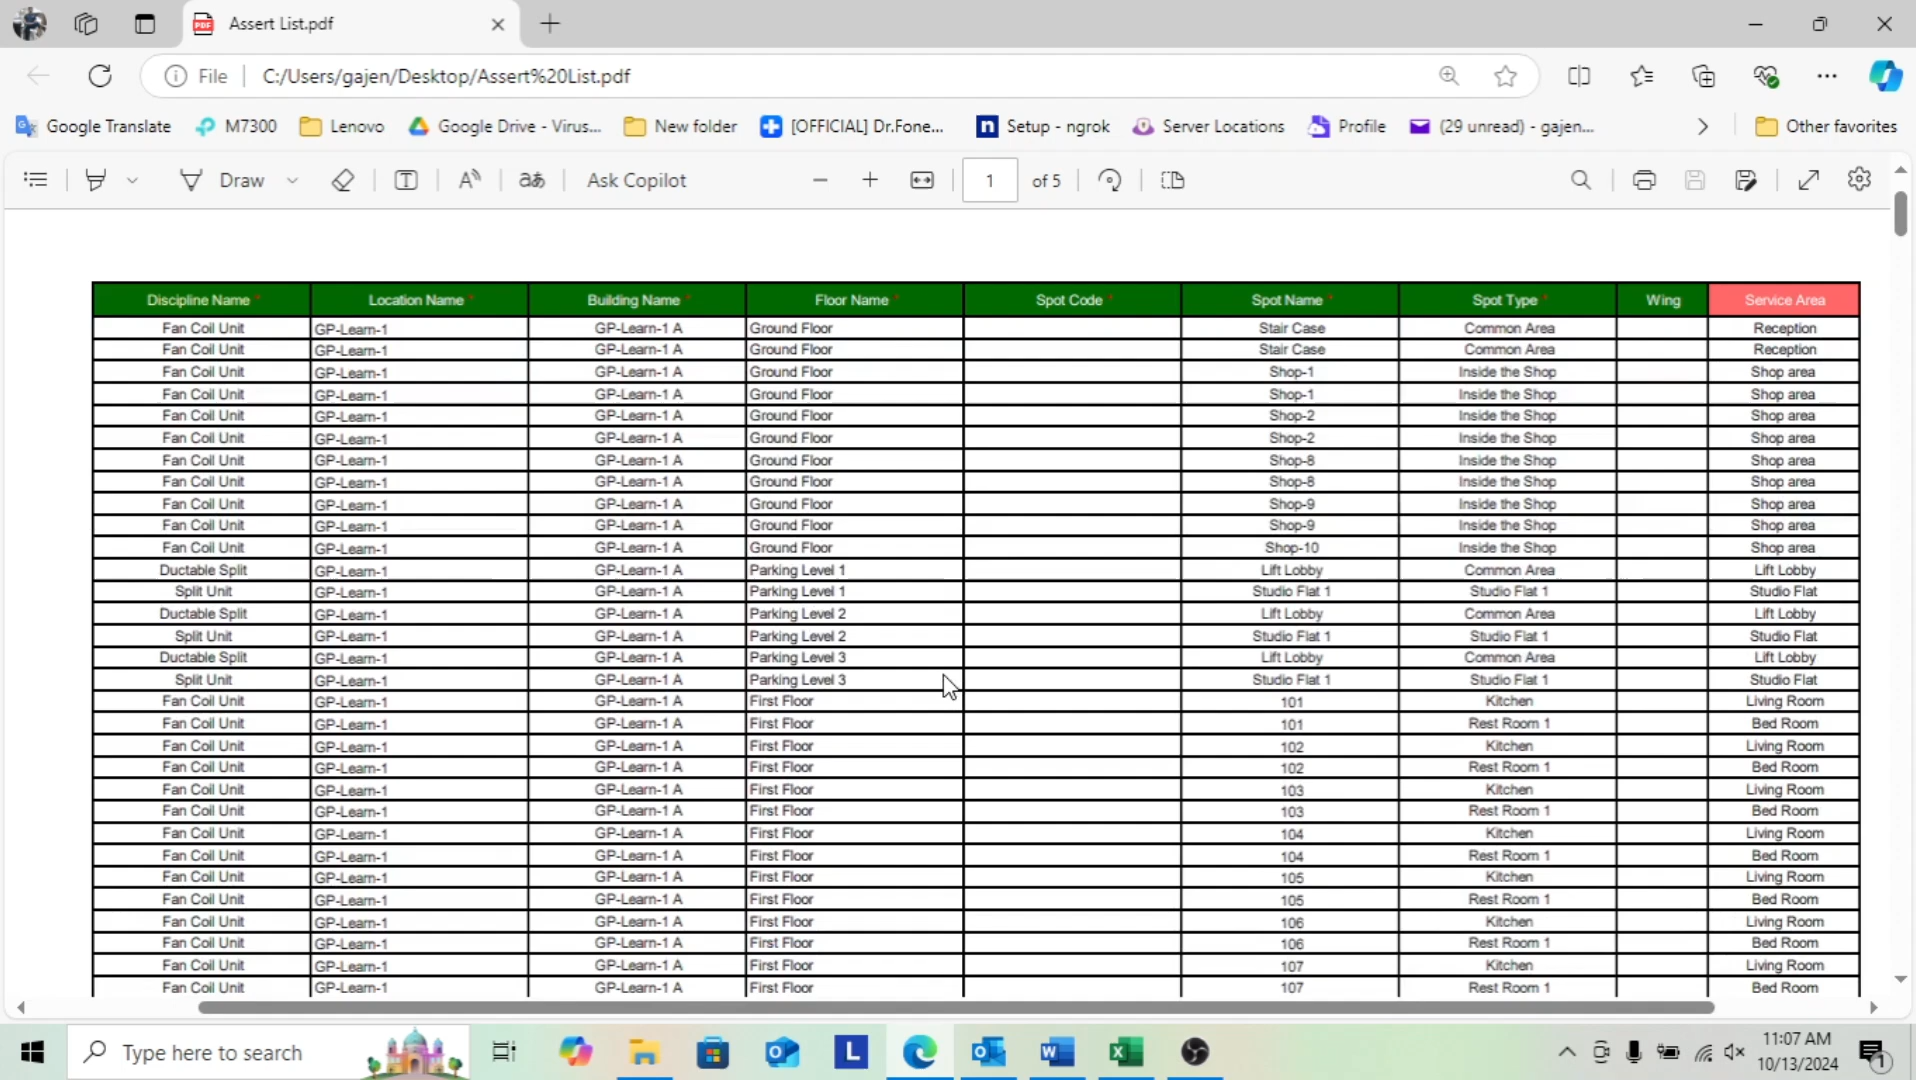 Assert List.pdf
File C:/Users/gajen/Desktop/Assert%20List.pdf
Google Translate M7300 Lenovo Google Drive - Virus... New folder [OFFICIAL] Dr.Fone... Setup - ngrok Server Locations Profile (29 unread) - gajen... Other favorites
Draw Ask Copilot 1 of 5
Discipline Name * Location Name * Building Name * Floor Name * Spot Code * Spot Name * Spot Type * Wing Service Area
Fan Coil Unit GP-Learn-1 GP-Learn-1 A Ground Floor Stair Case Common Area Reception
Fan Coil Unit GP-Learn-1 GP-Learn-1 A Ground Floor Stair Case Common Area Reception
Fan Coil Unit GP-Learn-1 GP-Learn-1 A Ground Floor Shop-1 Inside the Shop Shop area
Fan Coil Unit GP-Learn-1 GP-Learn-1 A Ground Floor Shop-1 Inside the Shop Shop area
Fan Coil Unit GP-Learn-1 GP-Learn-1 A Ground Floor Shop-2 Inside the Shop Shop area
Fan Coil Unit GP-Learn-1 GP-Learn-1 A Ground Floor Shop-2 Inside the Shop Shop area
Fan Coil Unit GP-Learn-1 GP-Learn-1 A Ground Floor Shop-8 Inside the Shop Shop area
Fan Coil Unit GP-Learn-1 GP-Learn-1 A Ground Floor Shop-8 Inside the Shop Shop area
Fan Coil Unit GP-Learn-1 GP-Learn-1 A Ground Floor Shop-9 Inside the Shop Shop area
Fan Coil Unit GP-Learn-1 GP-Learn-1 A Ground Floor Shop-9 Inside the Shop Shop area
Fan Coil Unit GP-Learn-1 GP-Learn-1 A Ground Floor Shop-10 Inside the Shop Shop area
Ductable Split GP-Learn-1 GP-Learn-1 A Parking Level 1 Lift Lobby Common Area Lift Lobby
Split Unit GP-Learn-1 GP-Learn-1 A Parking Level 1 Studio Flat 1 Studio Flat 1 Studio Flat
Ductable Split GP-Learn-1 GP-Learn-1 A Parking Level 2 Lift Lobby Common Area Lift Lobby
Split Unit GP-Learn-1 GP-Learn-1 A Parking Level 2 Studio Flat 1 Studio Flat 1 Studio Flat
Ductable Split GP-Learn-1 GP-Learn-1 A Parking Level 3 Lift Lobby Common Area Lift Lobby
Split Unit GP-Learn-1 GP-Learn-1 A Parking Level 3 Studio Flat 1 Studio Flat 1 Studio Flat
Fan Coil Unit GP-Learn-1 GP-Learn-1 A First Floor 101 Kitchen Living Room
Fan Coil Unit GP-Learn-1 GP-Learn-1 A First Floor 101 Rest Room 1 Bed Room
Fan Coil Unit GP-Learn-1 GP-Learn-1 A First Floor 102 Kitchen Living Room
Fan Coil Unit GP-Learn-1 GP-Learn-1 A First Floor 102 Rest Room 1 Bed Room
Fan Coil Unit GP-Learn-1 GP-Learn-1 A First Floor 103 Kitchen Living Room
Fan Coil Unit GP-Learn-1 GP-Learn-1 A First Floor 103 Rest Room 1 Bed Room
Fan Coil Unit GP-Learn-1 GP-Learn-1 A First Floor 104 Kitchen Living Room
Fan Coil Unit GP-Learn-1 GP-Learn-1 A First Floor 104 Rest Room 1 Bed Room
Fan Coil Unit GP-Learn-1 GP-Learn-1 A First Floor 105 Kitchen Living Room
Fan Coil Unit GP-Learn-1 GP-Learn-1 A First Floor 105 Rest Room 1 Bed Room
Fan Coil Unit GP-Learn-1 GP-Learn-1 A First Floor 106 Kitchen Living Room
Fan Coil Unit GP-Learn-1 GP-Learn-1 A First Floor 106 Rest Room 1 Bed Room
Fan Coil Unit GP-Learn-1 GP-Learn-1 A First Floor 107 Kitchen Living Room
Fan Coil Unit GP-Learn-1 GP-Learn-1 A First Floor 107 Rest Room 1 Bed Room
Type here to search 11:07 AM
10/13/2024 1